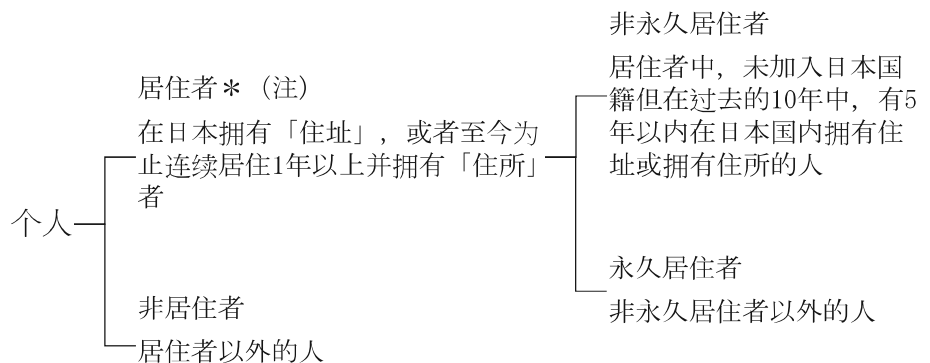 个人
居住者＊（注）
在日本拥有「住址」，或者至今为
止连续居住1年以上并拥有「住所」
者
非居住者
居住者以外的人
非永久居住者
居住者中，未加入日本国
籍但在过去的10年中，有5
年以内在日本国内拥有住
址或拥有住所的人
永久居住者
非永久居住者以外的人